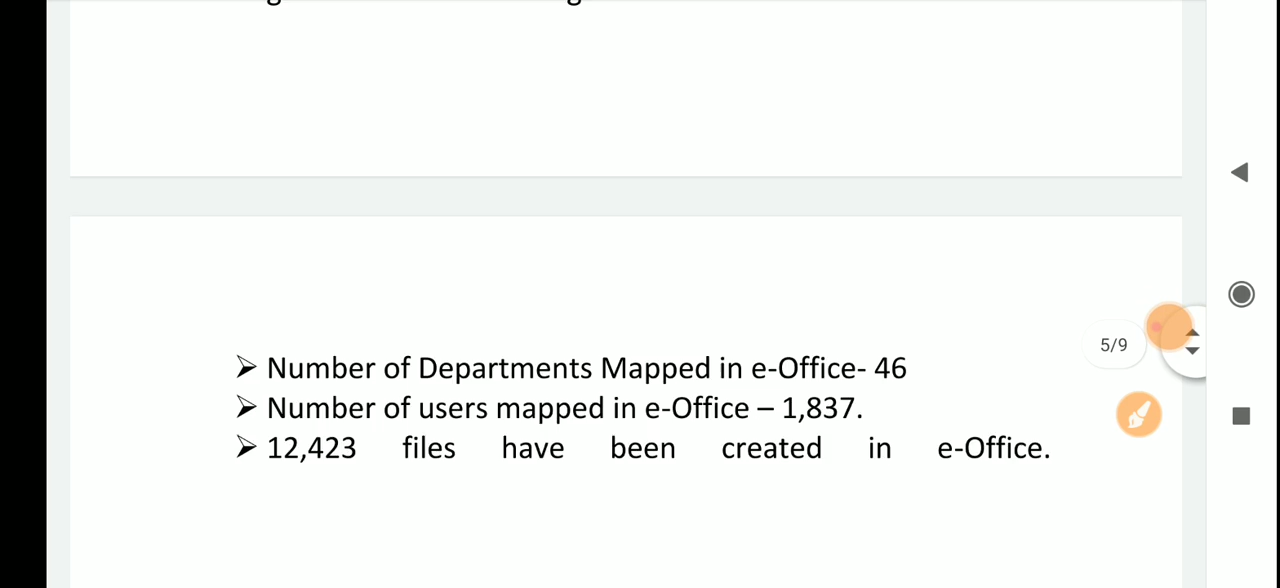 ➢ Number of Departments Mapped in e-Office- 46
➢ Number of users mapped in e-Office – 1,837.
5/9
➢ 12,423 files have been created in e-Office.